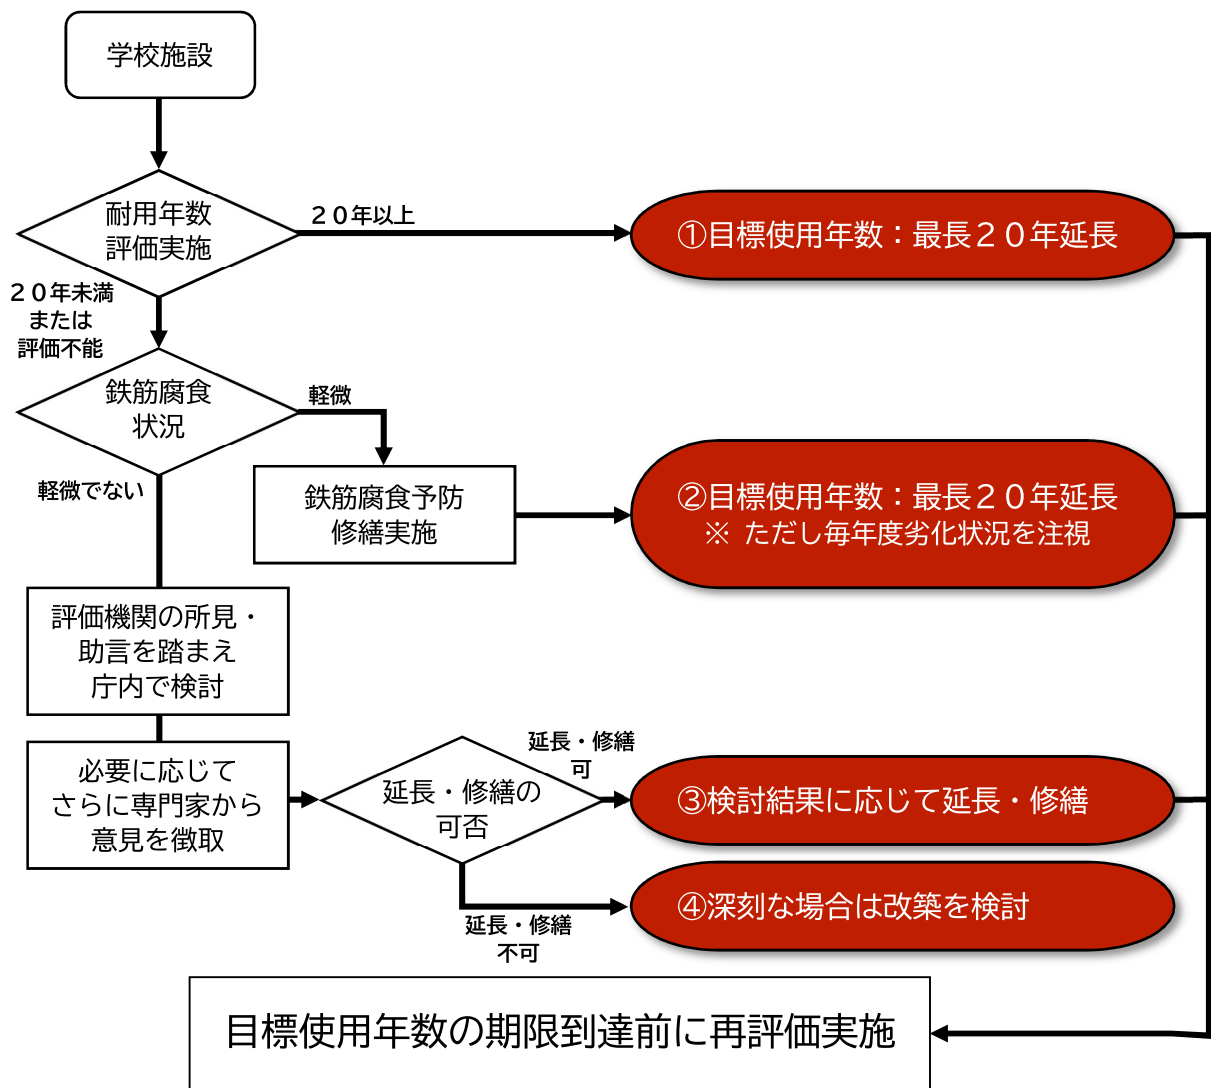 学校施設
耐用年数
評価実施
２０年以上
①目標使用年数：最長２０年延長
２０年未満
または
評価不能
鉄筋腐食
状況
軽微
軽微でない
鉄筋腐食予防
修繕実施
②目標使用年数：最長２０年延長
※ ただし毎年度劣化状況を注視
評価機関の所見・
助言を踏まえ
庁内で検討
必要に応じて
さらに専門家から
意見を徴取
延長・修繕の
可否
延長・修繕
可
③検討結果に応じて延長・修繕
延長・修繕
不可
④深刻な場合は改築を検討
目標使用年数の期限到達前に再評価実施